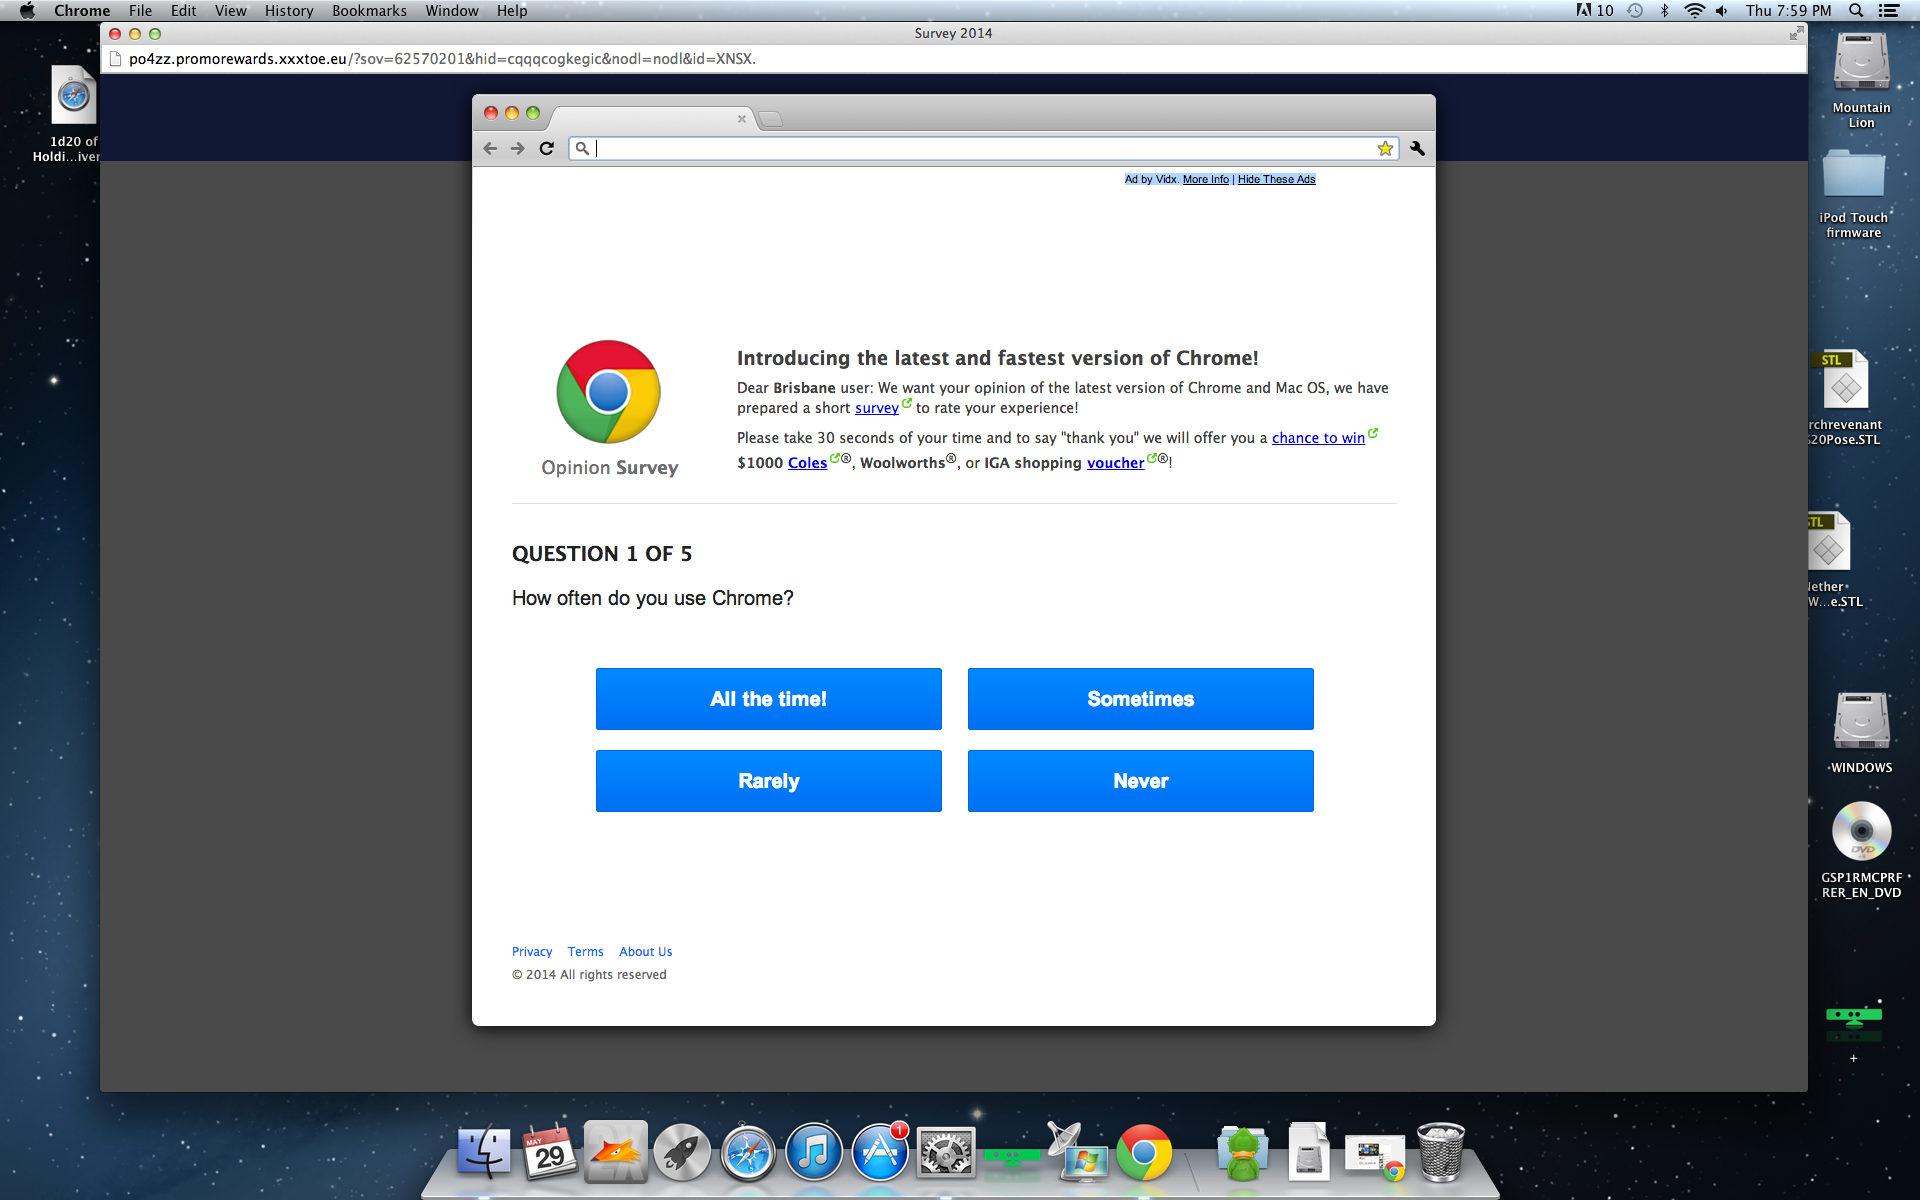 Chrome File Edit View History Bookmarks Window Help
10 Thu 7:59 PM
Survey 2014
po4zz.promorewards.xxxtoe.eu/?sov=62570201&hid=cqqqcogkegic&nodl=nodl&id=XNSX.
1d20 of
Holdi...iver
Mountain
Lion
iPod Touch
firmware
Ad by Vidx. More Info | Hide These Ads
Introducing the latest and fastest version of Chrome!
Dear Brisbane user: We want your opinion of the latest version of Chrome and Mac OS, we have
prepared a short survey to rate your experience!
Please take 30 seconds of your time and to say "thank you" we will offer you a chance to win
$1000 Coles®, Woolworths®, or IGA shopping voucher®!
Opinion Survey
STL
rchrevenant
%20Pose.STL
QUESTION 1 OF 5
How often do you use Chrome?
STL
Nether
W...e.STL
All the time!
Sometimes
Rarely
Never
WINDOWS
DVD
GSP1RMCPRF
RER_EN_DVD
Privacy Terms About Us
© 2014 All rights reserved
+
MAY
29
1